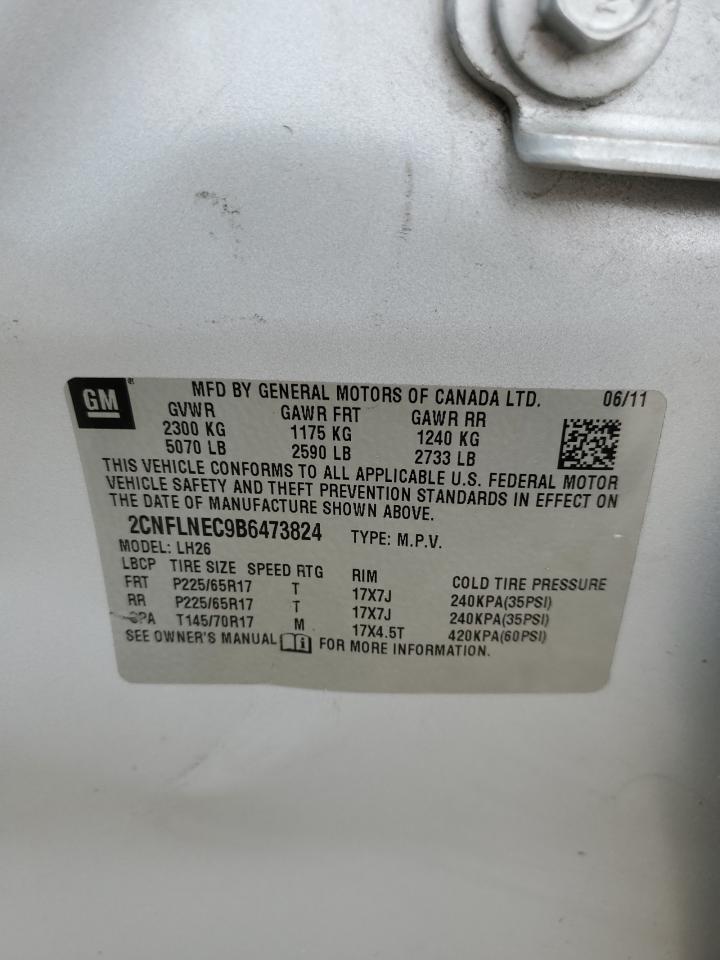 GM® MFD BY GENERAL MOTORS OF CANADA LTD. 06/11
GVWR GAWR FRT GAWR RR
2300 KG 1175 KG 1240 KG
5070 LB 2590 LB 2733 LB
THIS VEHICLE CONFORMS TO ALL APPLICABLE U.S. FEDERAL MOTOR
VEHICLE SAFETY AND THEFT PREVENTION STANDARDS IN EFFECT ON
THE DATE OF MANUFACTURE SHOWN ABOVE.
2CNFLNEC9B6473824 TYPE: M.P.V.
MODEL: LH26
LBCP TIRE SIZE SPEED RTG RIM COLD TIRE PRESSURE
FRT P225/65R17 T 17X7J 240KPA(35PSI)
RR P225/65R17 T 17X7J 240KPA(35PSI)
SPA T145/70R17 M 17X4.5T 420KPA(60PSI)
SEE OWNER'S MANUAL FOR MORE INFORMATION.